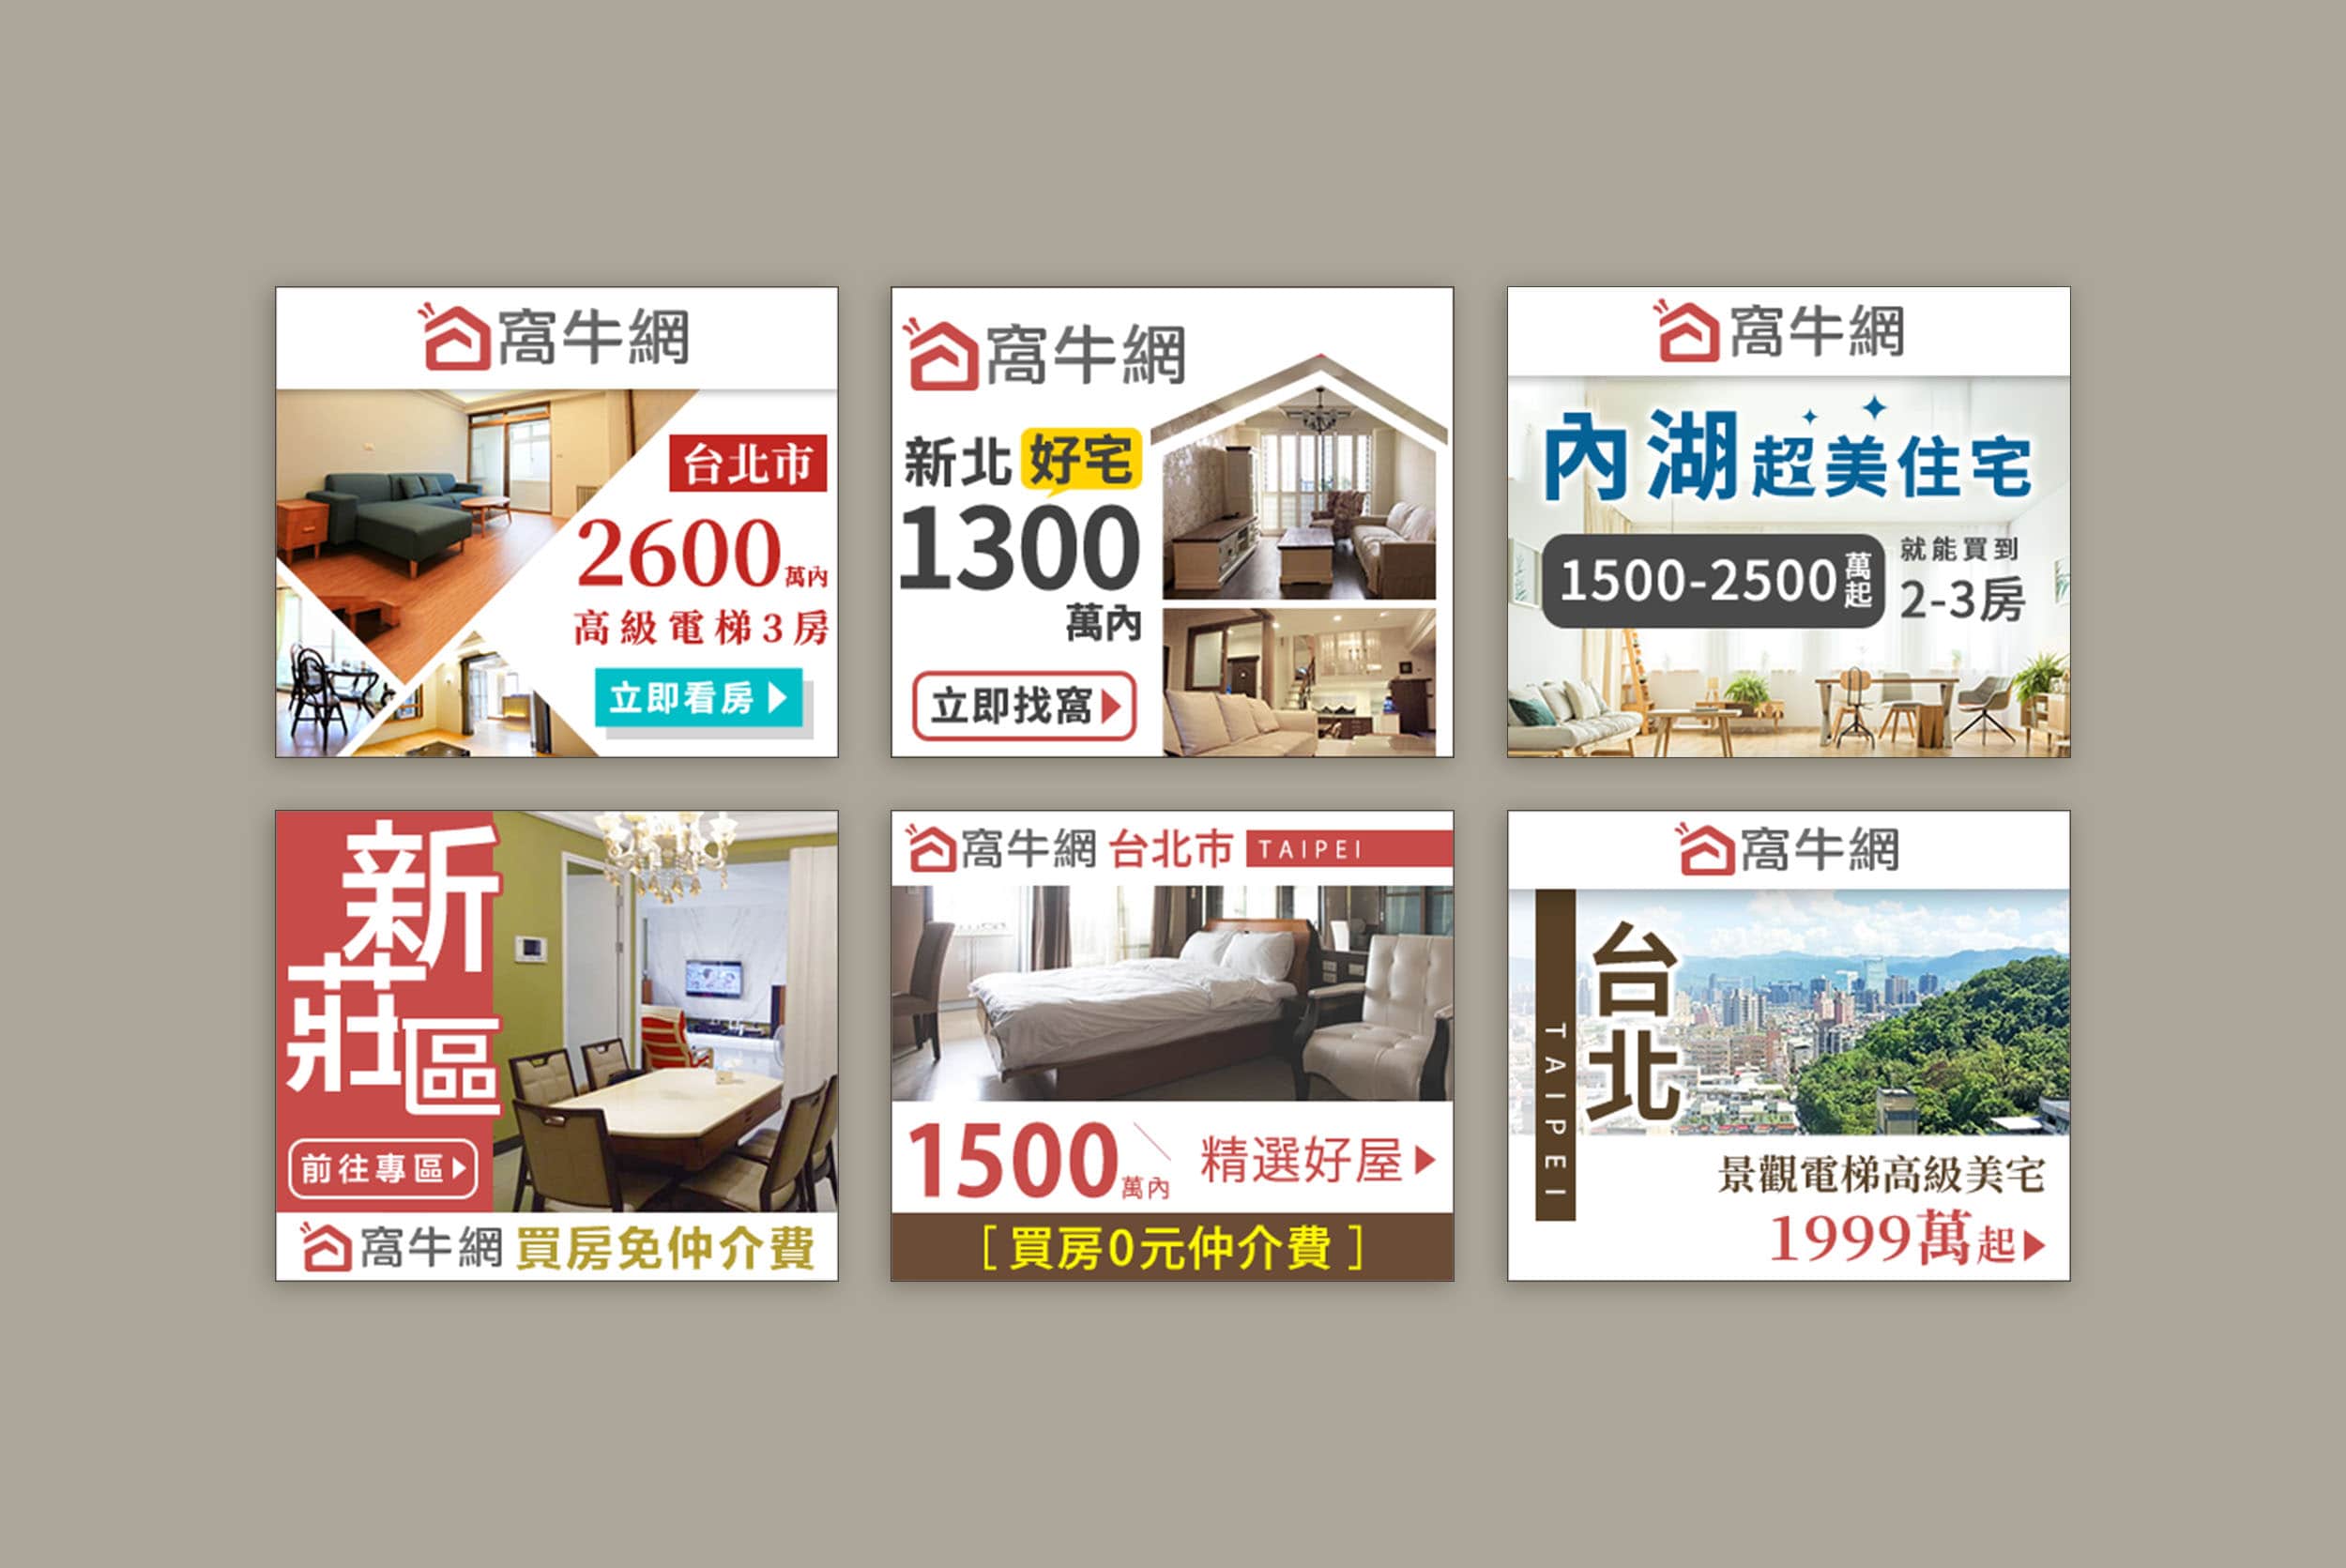 窩牛網
台北市
2600萬內
高級電梯3房
立即看房
窩牛網
新北好宅
1300
萬內
立即找窩
窩牛網
內湖超美住宅
1500-2500萬起
就能買到
2-3房
新莊區
前往專區
窩牛網 買房免仲介費
窩牛網 台北市 TAIPEI
1500萬內 精選好屋
[ 買房0元仲介費 ]
窩牛網
台北
TAIPEI
景觀電梯高級美宅
1999萬起